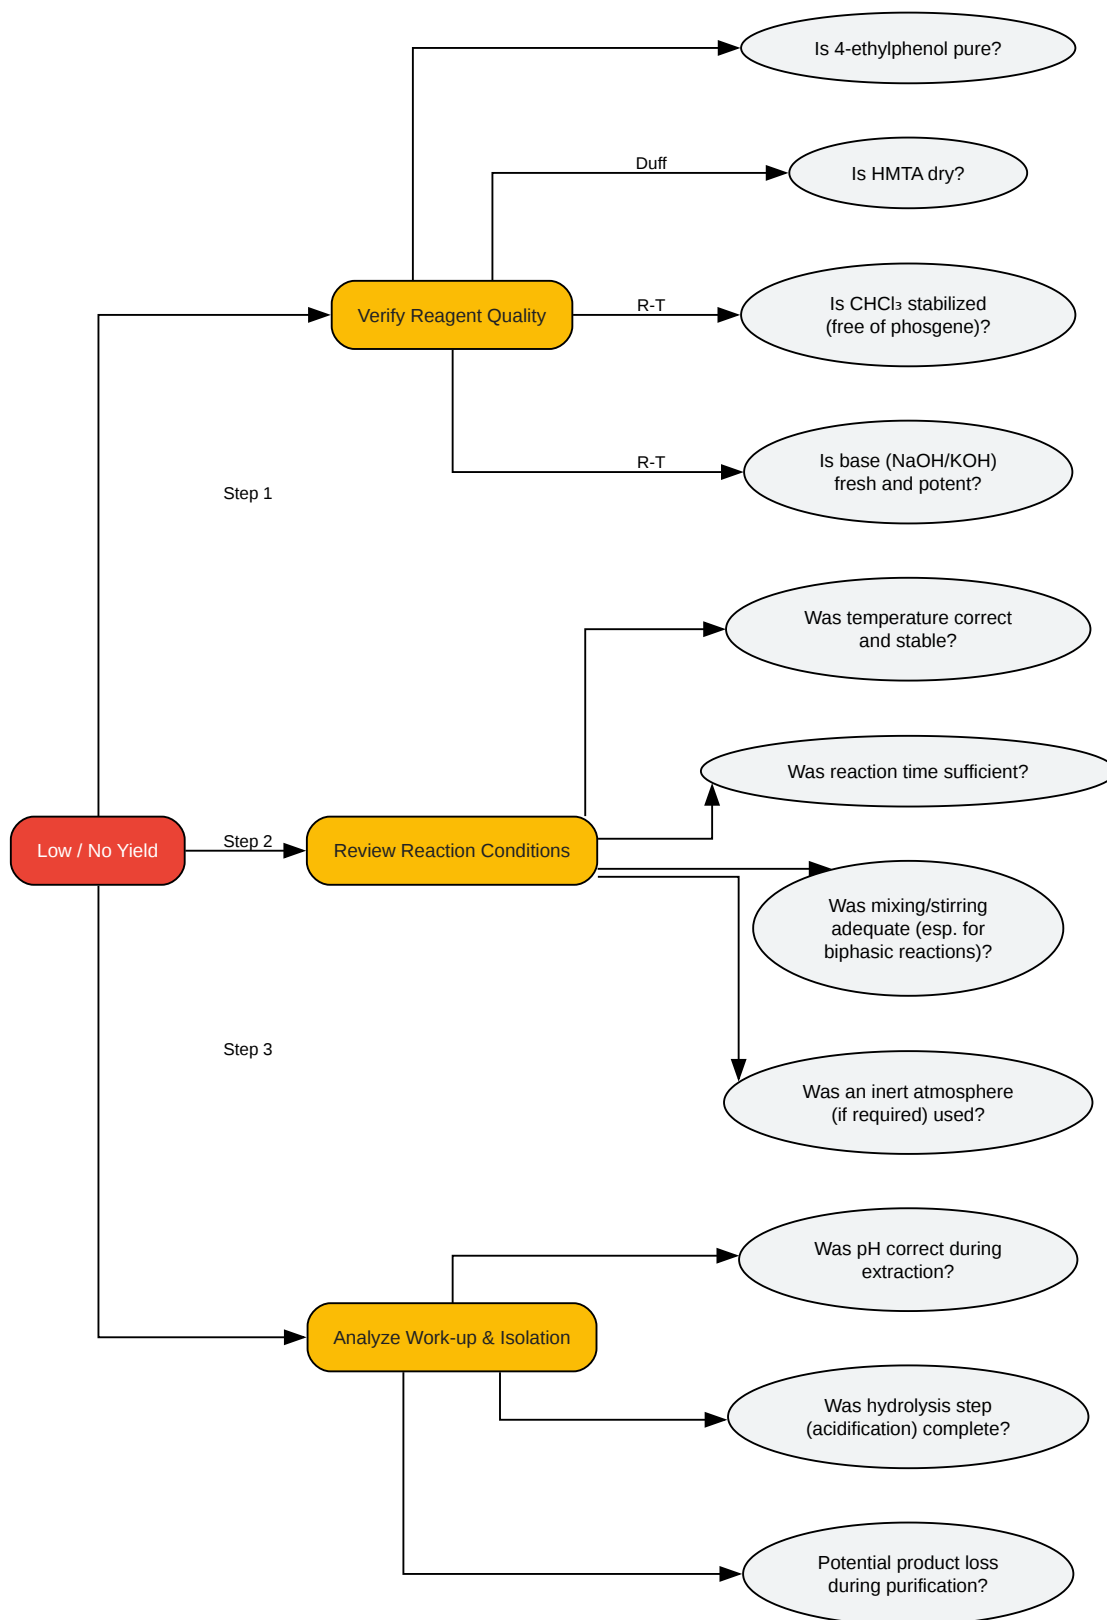 Is 4-ethylphenol pure?
Duff
Is HMTA dry?
Verify Reagent Quality
R-T
Is CHCl₃ stabilized
(free of phosgene)?
R-T
Is base (NaOH/KOH)
fresh and potent?
Step 1
Was temperature correct
and stable?
Was reaction time sufficient?
Low / No Yield
Step 2
Review Reaction Conditions
Was mixing/stirring
adequate (esp. for
biphasic reactions)?
Step 3
Was an inert atmosphere
(if required) used?
Was pH correct during
extraction?
Analyze Work-up & Isolation
Was hydrolysis step
(acidification) complete?
Potential product loss
during purification?